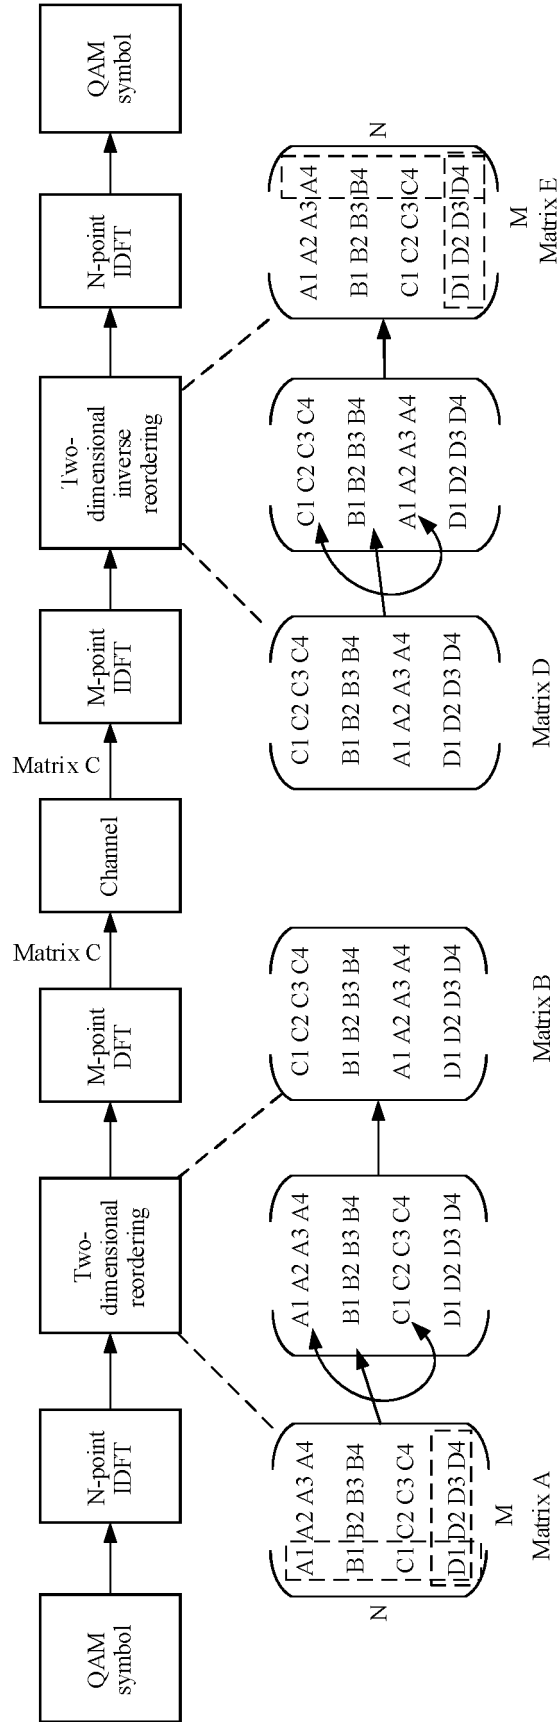 QAM
symbol
N-point
IDFT
Two-
dimensional
reordering
M-point
DFT
Matrix C
Channel
Matrix C
M-point
IDFT
Two-
dimensional
inverse
reordering
N-point
IDFT
QAM
symbol
N
A1 A2 A3 A4
B1 B2 B3 B4
C1 C2 C3 C4
D1 D2 D3 D4
M
Matrix A
A1 A2 A3 A4
B1 B2 B3 B4
C1 C2 C3 C4
D1 D2 D3 D4
C1 C2 C3 C4
B1 B2 B3 B4
A1 A2 A3 A4
D1 D2 D3 D4
Matrix B
C1 C2 C3 C4
B1 B2 B3 B4
A1 A2 A3 A4
D1 D2 D3 D4
Matrix D
C1 C2 C3 C4
B1 B2 B3 B4
A1 A2 A3 A4
D1 D2 D3 D4
A1 A2 A3 A4
B1 B2 B3 B4
C1 C2 C3 C4
D1 D2 D3 D4
N
M
Matrix E